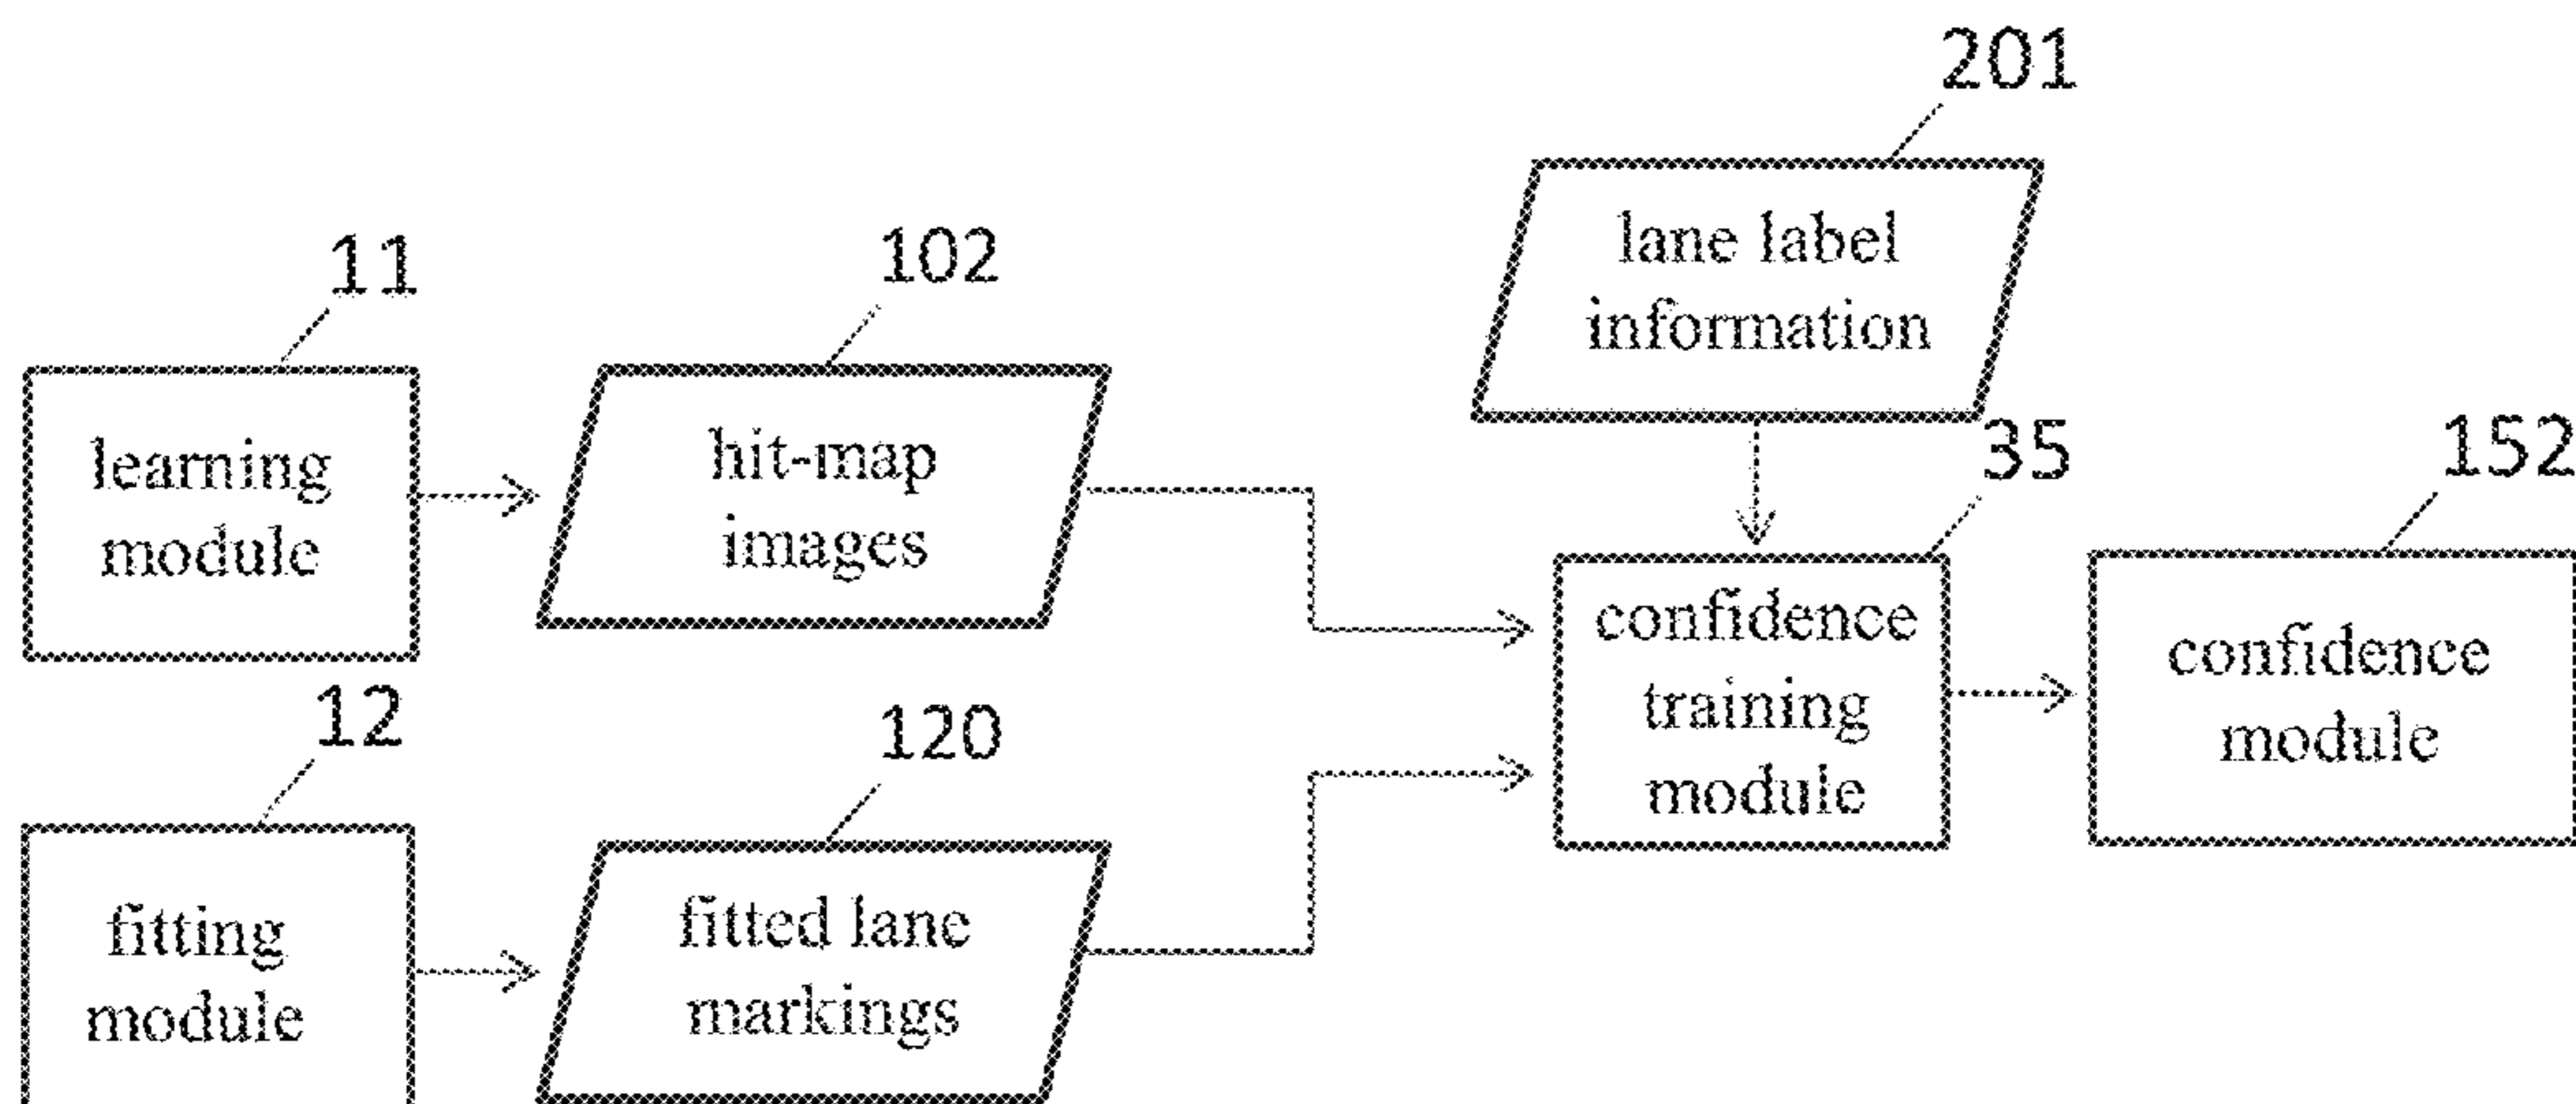 201
lane label
information
11
learning
module
102
hit-map
images
35
confidence
training
module
152
confidence
module
12
fitting
module
120
fitted lane
markings